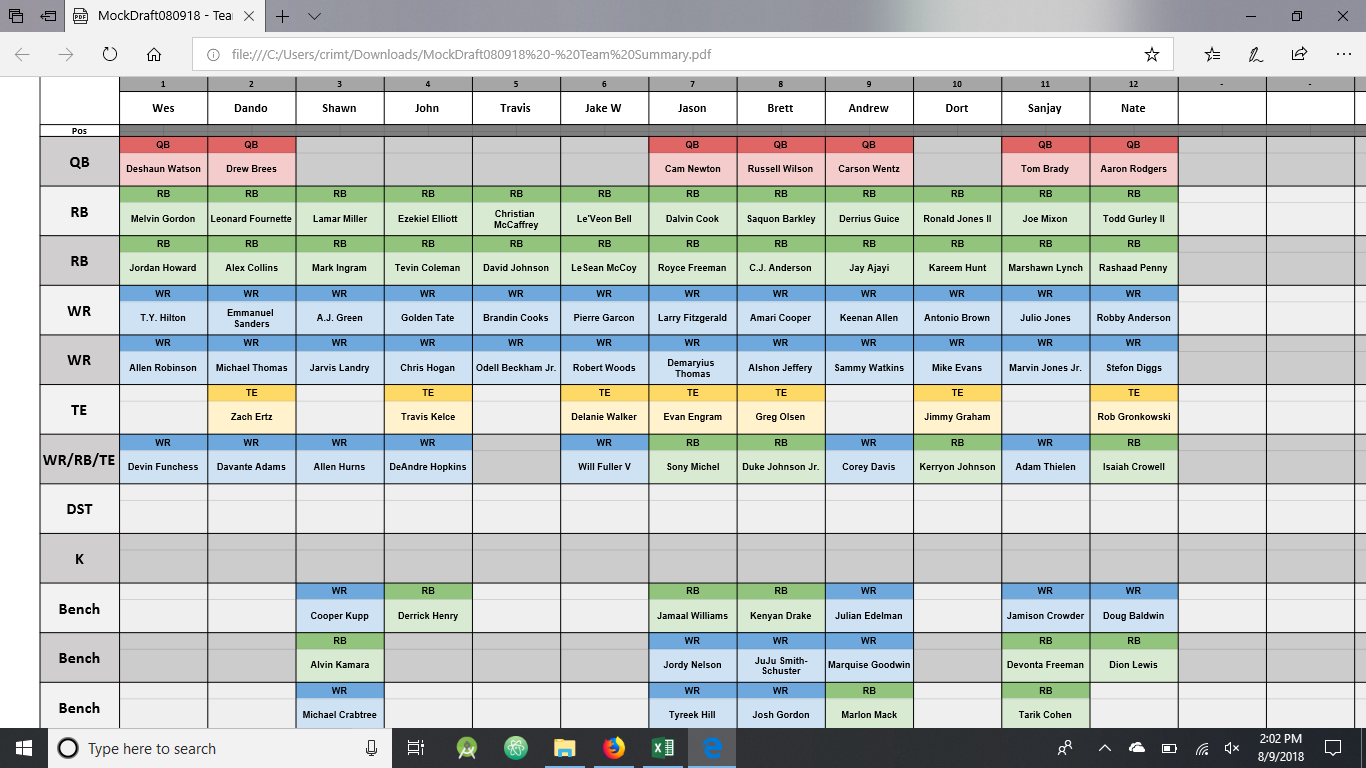 MockDraft080918 - Tear
file:///C:/Users/crimt/Downloads/MockDraft080918%20-%20Team%20Summary.pdf
1 2 3 4 5 6 7 8 9 10 11 12 - -
Wes Dando Shawn John Travis Jake W Jason Brett Andrew Dort Sanjay Nate
Pos
QB QB QB QB QB QB QB QB
Deshaun Watson Drew Brees Cam Newton Russell Wilson Carson Wentz Tom Brady Aaron Rodgers
RB RB RB RB RB RB RB RB RB RB RB RB RB
Melvin Gordon Leonard Fournette Lamar Miller Ezekiel Elliott Christian McCaffrey Le'Veon Bell Dalvin Cook Saquon Barkley Derrius Guice Ronald Jones II Joe Mixon Todd Gurley II
RB RB RB RB RB RB RB RB RB RB RB RB RB
Jordan Howard Alex Collins Mark Ingram Tevin Coleman David Johnson LeSean McCoy Royce Freeman C.J. Anderson Jay Ajayi Kareem Hunt Marshawn Lynch Rashaad Penny
WR WR WR WR WR WR WR WR WR WR WR WR WR
T.Y. Hilton Emmanuel Sanders A.J. Green Golden Tate Brandin Cooks Pierre Garcon Larry Fitzgerald Amari Cooper Keenan Allen Antonio Brown Julio Jones Robby Anderson
WR WR WR WR WR WR WR WR WR WR WR WR WR
Allen Robinson Michael Thomas Jarvis Landry Chris Hogan Odell Beckham Jr. Robert Woods Demaryius Thomas Alshon Jeffery Sammy Watkins Mike Evans Marvin Jones Jr. Stefon Diggs
TE TE TE TE TE TE TE TE
Zach Ertz Travis Kelce Delanie Walker Evan Engram Greg Olsen Jimmy Graham Rob Gronkowski
WR/RB/TE WR WR WR WR WR RB RB WR RB WR RB
Devin Funchess Davante Adams Allen Hurns DeAndre Hopkins Will Fuller V Sony Michel Duke Johnson Jr. Corey Davis Kerryon Johnson Adam Thielen Isaiah Crowell
DST
K
Bench WR RB RB RB WR WR WR
Cooper Kupp Derrick Henry Jamaal Williams Kenyan Drake Julian Edelman Jamison Crowder Doug Baldwin
Bench RB WR WR WR RB RB
Alvin Kamara Jordy Nelson JuJu Smith-Schuster Marquise Goodwin Devonta Freeman Dion Lewis
Bench WR WR WR RB RB
Michael Crabtree Tyreek Hill Josh Gordon Marlon Mack Tarik Cohen
Type here to search
2:02 PM
8/9/2018